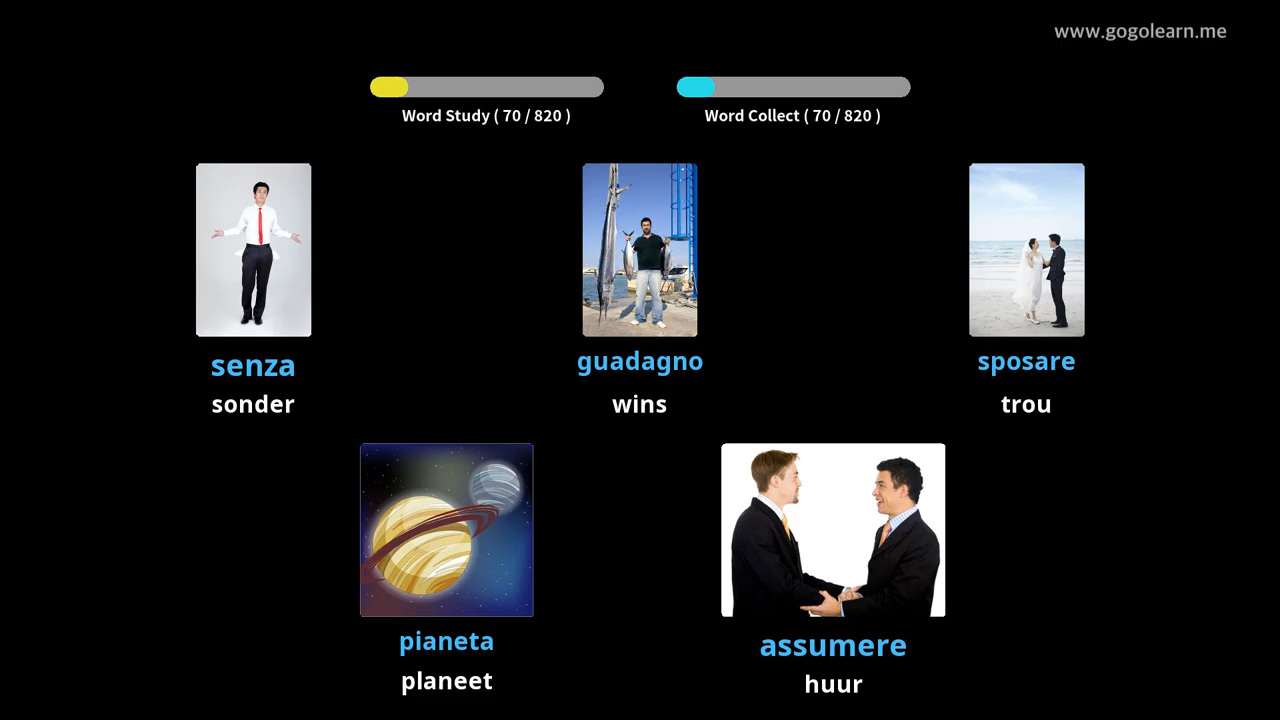 www.gogolearn.me
Word Study ( 70 / 820 )
Word Collect ( 70 / 820 )
senza
sonder
guadagno
wins
sposare
trou
pianeta
planeet
assumere
huur